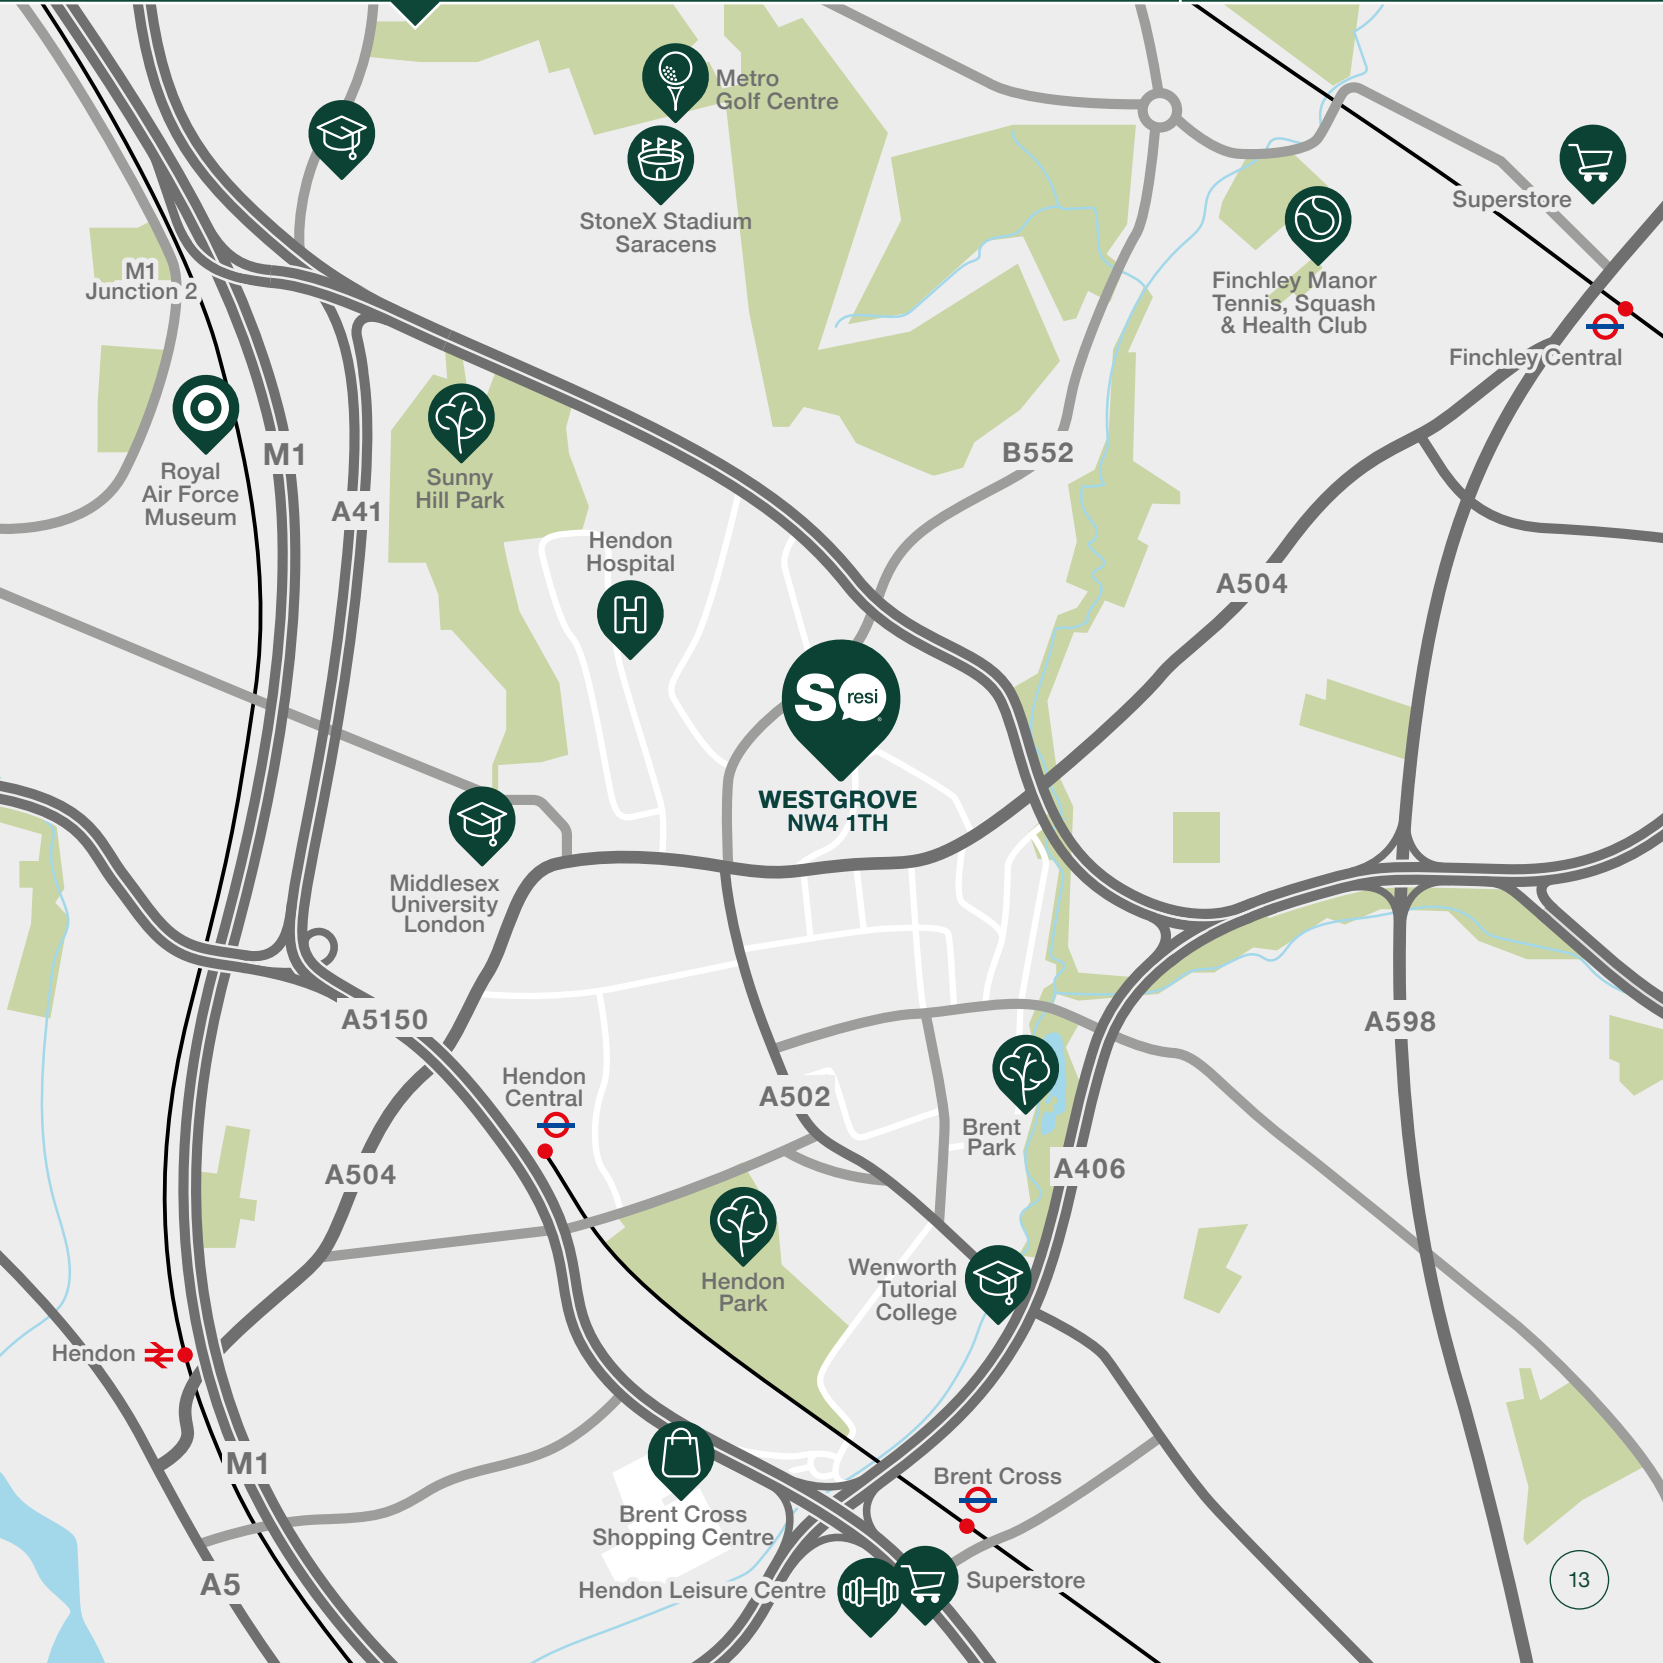 Metro
Golf Centre
StoneX Stadium
Saracens
Superstore
M1
Junction 2
Finchley Manor
Tennis, Squash
& Health Club
Finchley Central
Royal
Air Force
Museum
M1
A41
Sunny
Hill Park
B552
Hendon
Hospital
H
A504
So
resi
WESTGROVE
NW4 1TH
Middlesex
University
London
A5150
A598
Hendon
Central
A502
Brent
Park
A504
A406
Hendon
Park
Wenworth
Tutorial
College
Hendon
M1
Brent Cross
Brent Cross
Shopping Centre
A5
Hendon Leisure Centre
Superstore
13